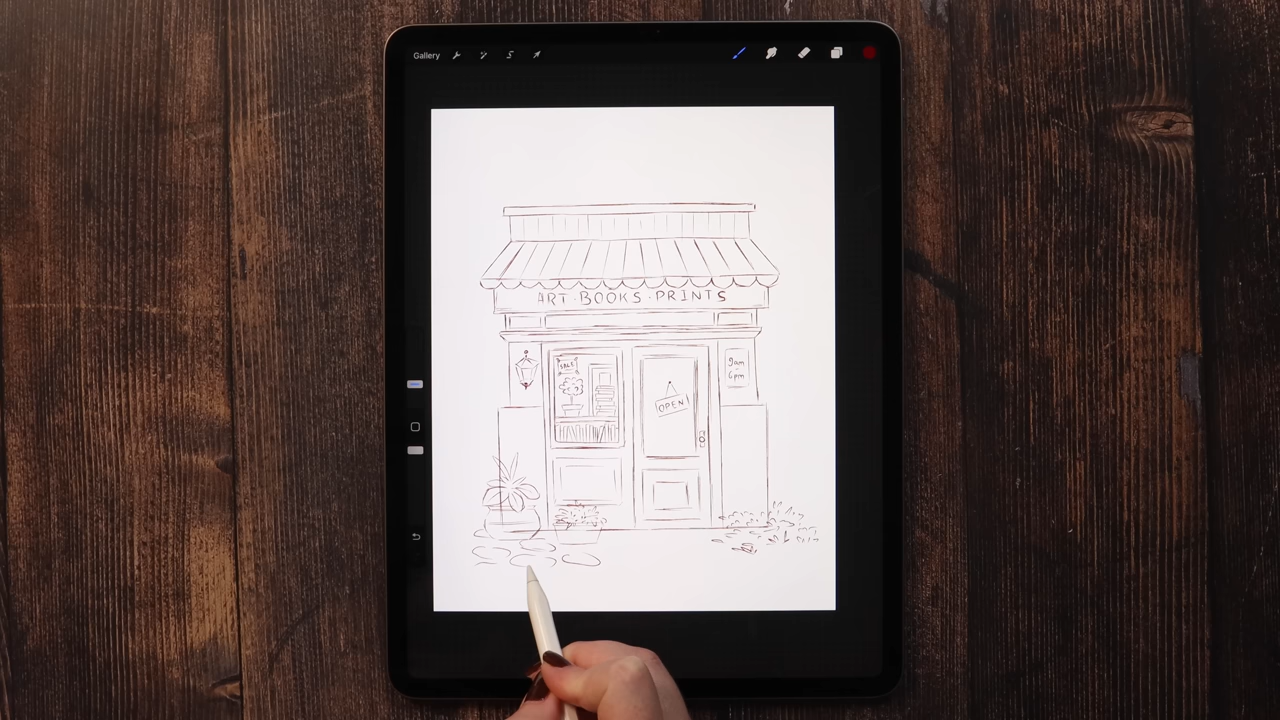 Gallery
ART · BOOKS · PRINTS
SALE
9am
-
6pm
OPEN